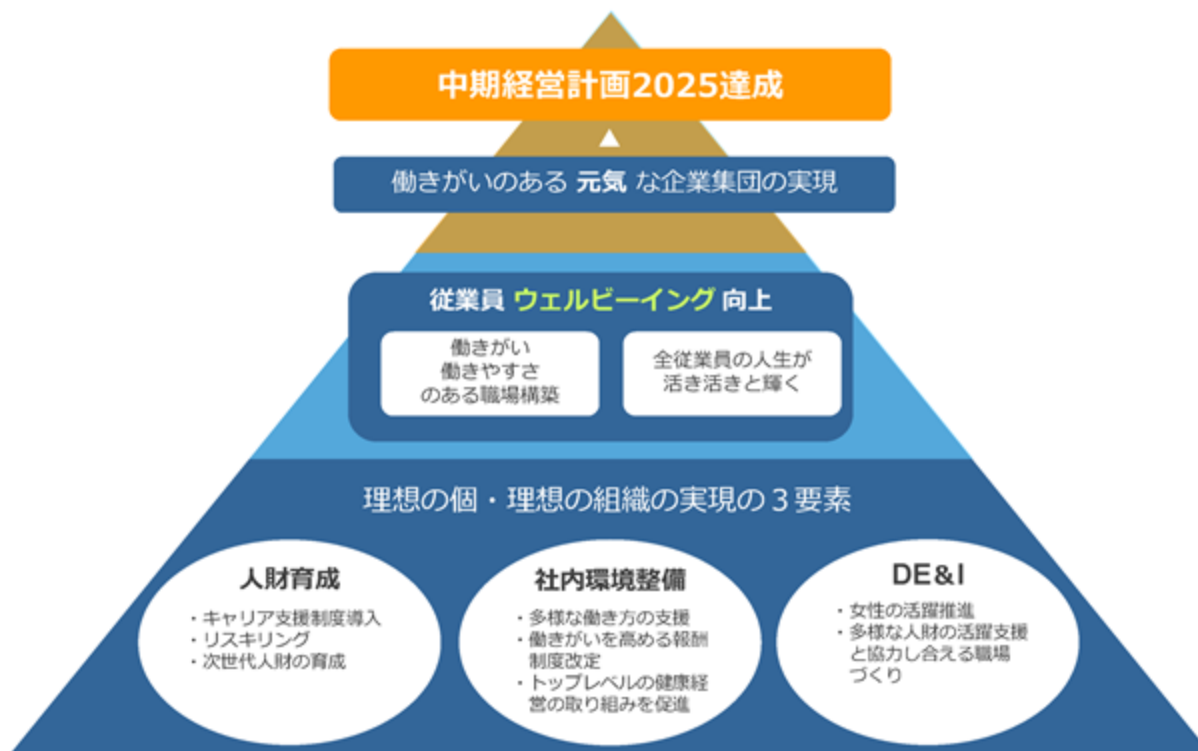 中期経営計画2025達成
働きがいのある 元気 な企業集団の実現
従業員 ウェルビーイング 向上
働きがい
働きやすさ
のある職場構築
全従業員の人生が
活き活きと輝く
理想の個・理想の組織の実現の３要素
人財育成
・キャリア支援制度導入
・リスキリング
・次世代人財の育成
社内環境整備
・多様な働き方の支援
・働きがいを高める報酬
制度改定
・トップレベルの健康経
営の取り組みを促進
DE&I
・女性の活躍推進
・多様な人財の活躍支援
と協力し合える職場
づくり